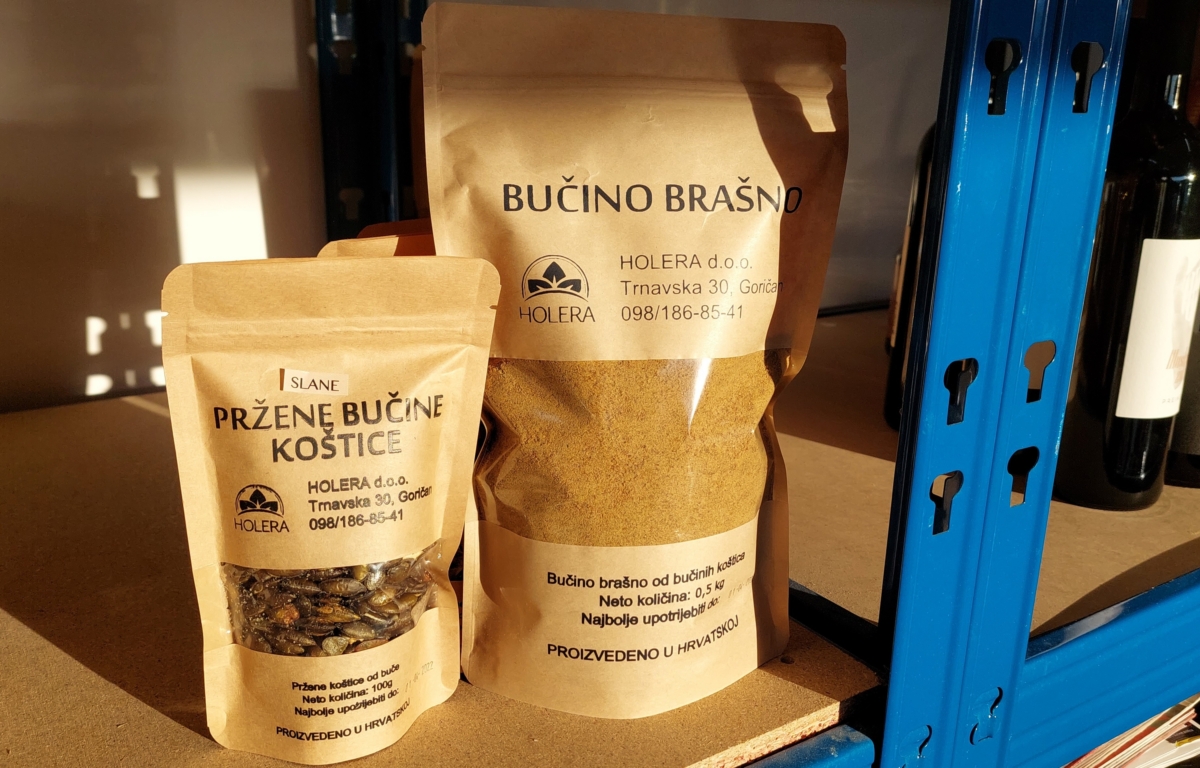 SLANE
PRŽENE BUČINE
KOŠTICE
HOLERA d.o.o.
Trnavska 30, Goričan
098/186-85-41
HOLERA
Pržene koštice od buče
Neto količina: 100g
Najbolje upotrijebiti do:
PROIZVEDENO U HRVATSKOJ
BUČINO BRAŠNO
HOLERA d.o.o.
Trnavska 30, Goričan
098/186-85-41
HOLERA
Bučino brašno od bučinih koštica
Neto količina: 0,5 kg
Najbolje upotrijebiti do:
PROIZVEDENO U HRVATSKOJ